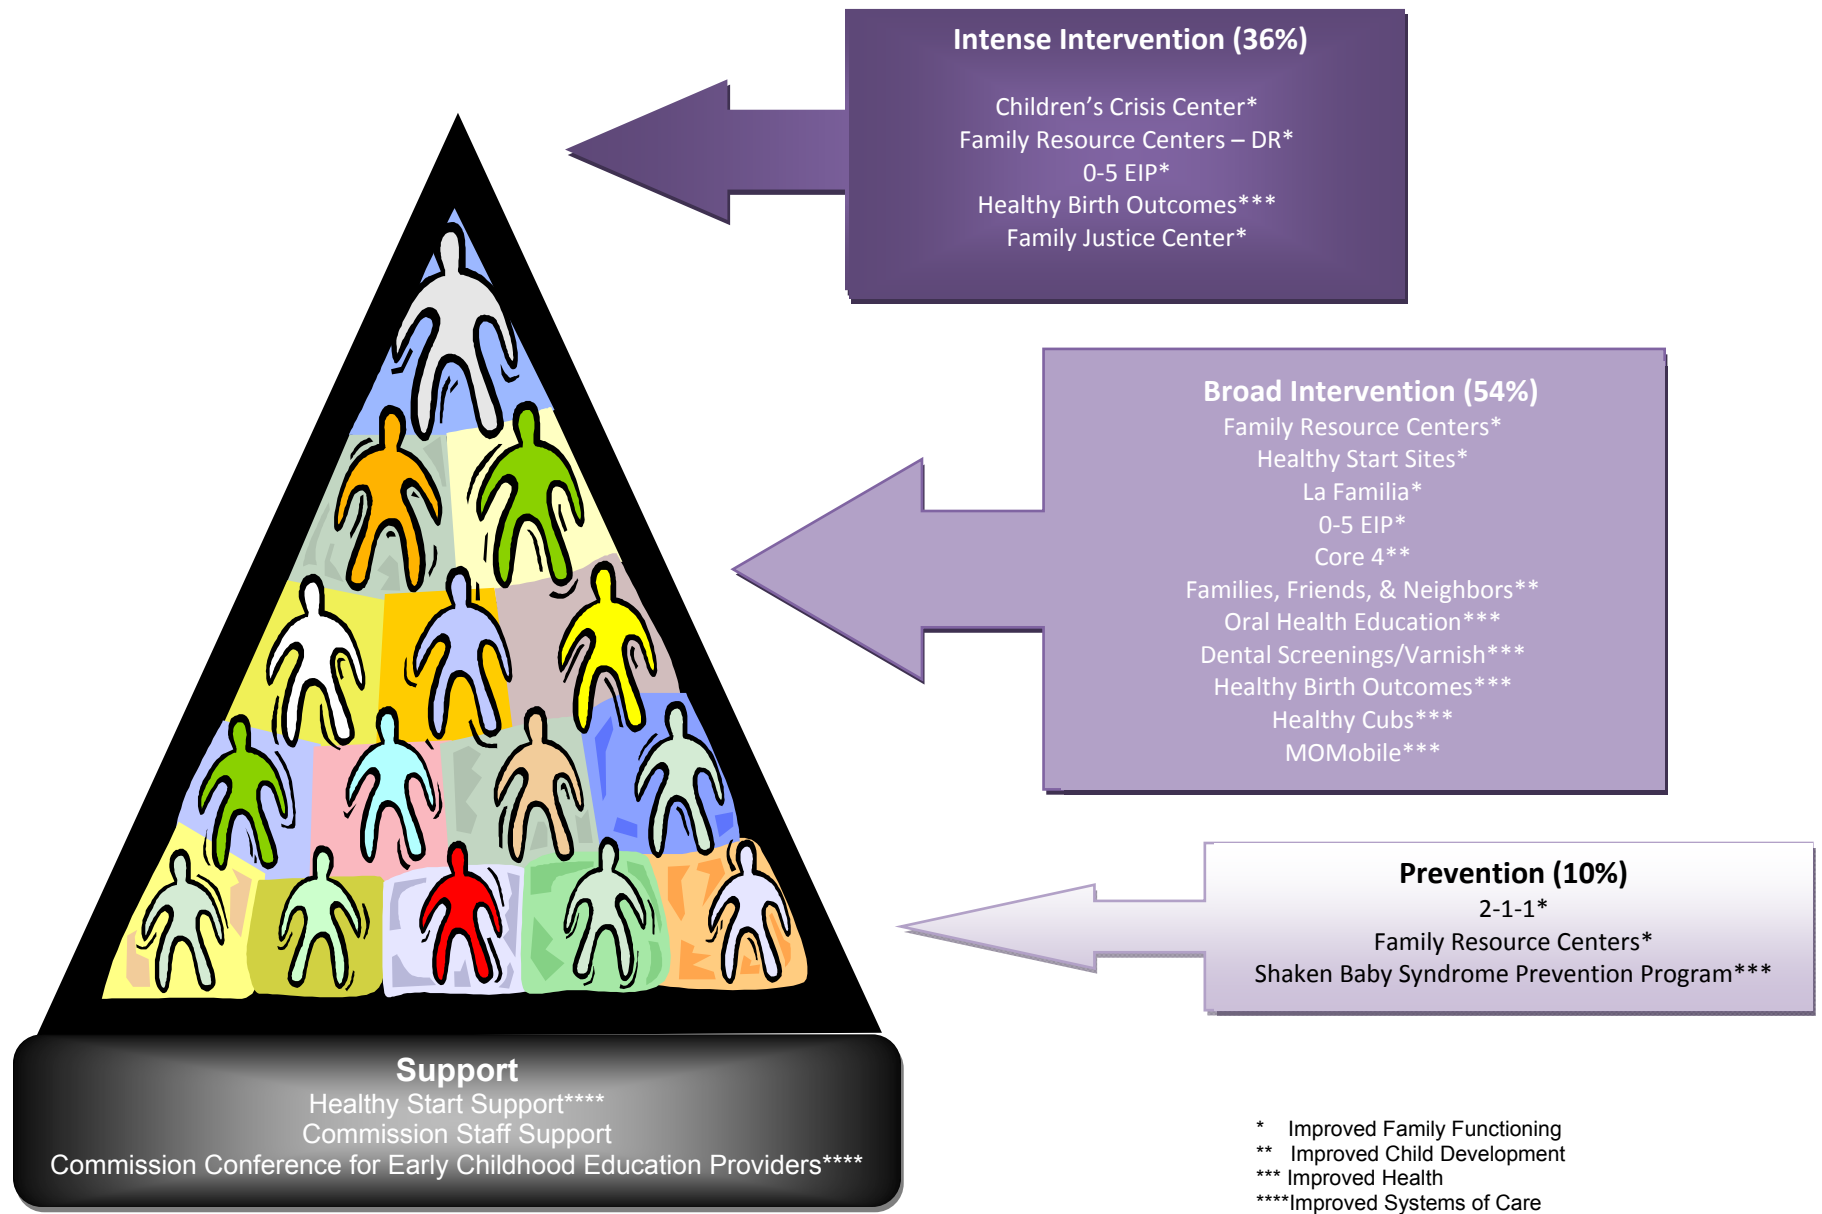 Intense Intervention (36%)
Children’s Crisis Center*
Family Resource Centers – DR*
0-5 EIP*
Healthy Birth Outcomes***
Family Justice Center*
Broad Intervention (54%)
Family Resource Centers*
Healthy Start Sites*
La Familia*
0-5 EIP*
Core 4**
Families, Friends, & Neighbors**
Oral Health Education***
Dental Screenings/Varnish***
Healthy Birth Outcomes***
Healthy Cubs***
MOMobile***
Prevention (10%)
2-1-1*
Family Resource Centers*
Shaken Baby Syndrome Prevention Program***
Support
Healthy Start Support****
Commission Staff Support
Commission Conference for Early Childhood Education Providers****
* Improved Family Functioning
** Improved Child Development
*** Improved Health
****Improved Systems of Care